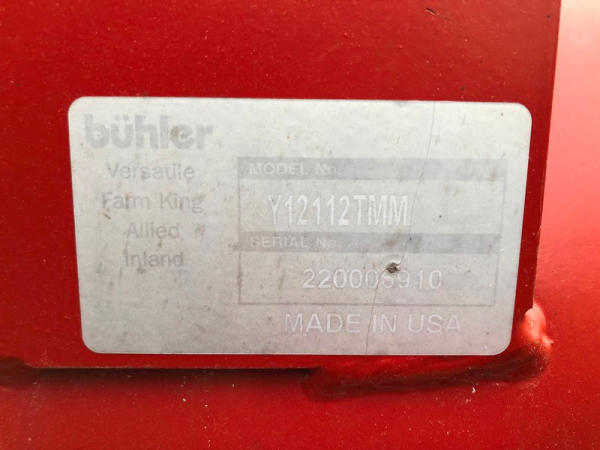 bühler
Versatile
Farm King
Allied
Inland
MODEL No.
Y12112TMM
SERIAL No.
220006910
MADE IN USA